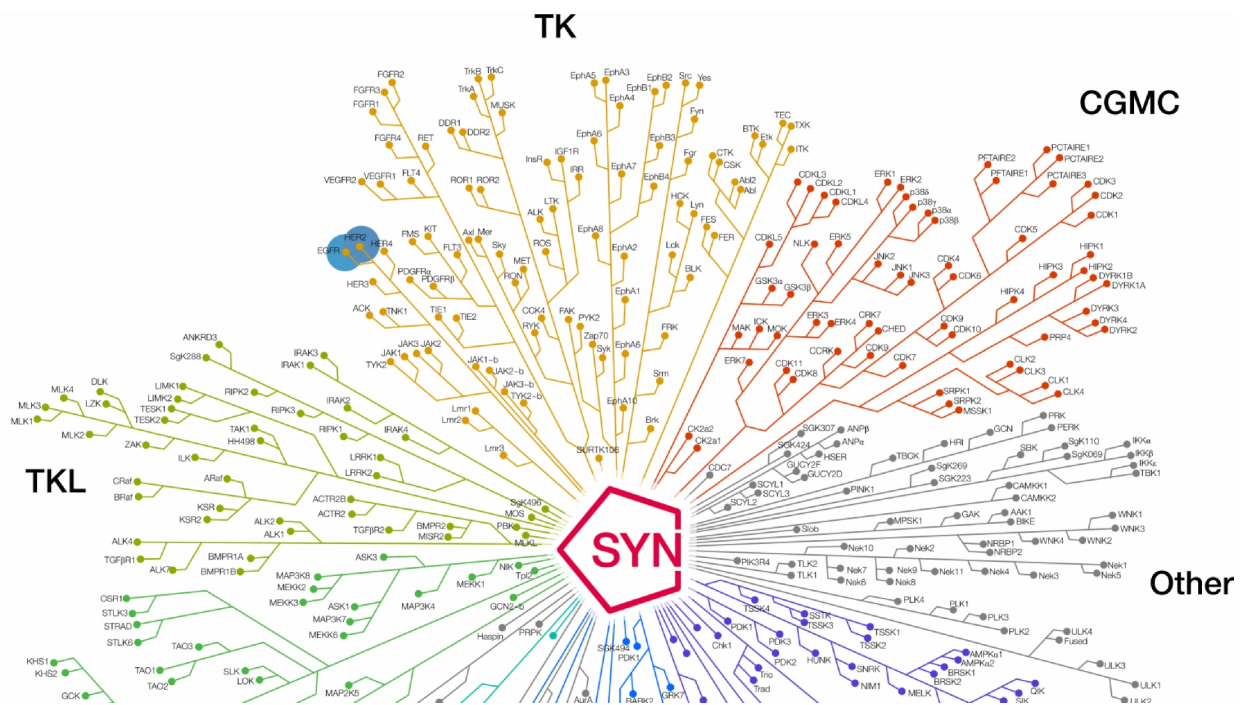 TK
CGMC
TKL
Other
SYN
FGFR2
FGFR3
FGFR1
FGFR4
RET
VEGFR2
VEGFR1
FLT4
TrkB
TrkC
TrkA
MUSK
DDR1
DDR2
ROR1
ROR2
InsR
IGF1R
IRR
LTK
ALK
ROS
EphA5
EphA3
EphA4
EphA6
EphA7
EphA8
EphA2
EphA1
EphA6
EphA10
EphB1
EphB2
EphB3
EphB4
Src
Yes
Fyn
Fgr
HCK
Lyn
Lck
BLK
FRK
Srm
Brk
CTK
CSK
Abl2
Abl
FES
FER
BTK
TEC
TXK
Etk
ITK
EGFR
HER2
HER4
HER3
FMS
KIT
FLT3
PDGFRα
PDGFRβ
Axl
Mer
Sky
MET
RON
ACK
TNK1
TIE1
TIE2
CCK4
RYK
FAK
PYK2
Zap70
Syk
JAK1
JAK3
JAK2
TYK2
JAK1~b
JAK2~b
JAK3~b
TYK2~b
Lmr1
Lmr2
Lmr3
SURTK106
CDKL3
CDKL2
CDKL1
CDKL4
CDKL5
ERK1
ERK2
p38δ
p38γ
p38α
p38β
NLK
ERK5
JNK2
JNK1
JNK3
GSK3α
GSK3β
MAK
ICK
MOK
ERK3
ERK4
ERK7
CRK7
CHED
CCRK
CDK9
CDK11
CDK8
CDK7
CDK9
CDK10
CDK4
CDK6
CDK5
PFTAIRE2
PFTAIRE1
PCTAIRE1
PCTAIRE2
PCTAIRE3
CDK3
CDK2
CDK1
HIPK1
HIPK2
HIPK3
HIPK4
DYRK1B
DYRK1A
DYRK3
DYRK4
DYRK2
PRP4
CLK2
CLK3
CLK1
CLK4
SRPK1
SRPK2
MSSK1
CK2a2
CK2a1
ANKRD3
SgK288
DLK
MLK4
LZK
MLK3
MLK1
MLK2
LIMK1
LIMK2
TESK1
TESK2
RIPK2
RIPK3
RIPK1
IRAK3
IRAK1
IRAK2
IRAK4
ZAK
ILK
TAK1
HH498
LRRK1
LRRK2
CRaf
BRaf
ARaf
KSR
KSR2
ACTR2B
ACTR2
TGFβR2
BMPR2
MISR2
ALK2
ALK1
ALK4
TGFβR1
ALK7
BMPR1A
BMPR1B
SgK496
MOS
PBK
MLKL
CDC7
SGK307
SGK424
ANPβ
ANPα
HSER
GUCY2F
GUCY2D
SCYL1
SCYL3
SCYL2
TBCK
PINK1
HRI
GCN
PRIK
PERK
SgK269
SGK223
SBK
SgK110
SgK069
IKKα
IKKβ
IKKε
TBK1
CAMKK1
CAMKK2
Slob
MPSK1
GAK
AAK1
BIKE
NRBP1
NRBP2
WNK1
WNK3
WNK4
WNK2
PIK3R4
TLK2
TLK1
Nek10
Nek2
Nek7
Nek6
Nek9
Nek8
Nek11
Nek4
Nek3
Nek1
Nek5
PLK4
PLK1
PLK3
PLK2
ULK4
Fused
ULK3
ULK1
ULK2
ASK3
MAP3K8
MEKK2
MEKK3
ASK1
MAP3K7
MEKK6
MEKK1
MAP3K4
NIK
Tpl2
GCN2~b
OSR1
STLK3
STRAD
STLK6
TAO3
TAO1
TAO2
SLK
LOK
KHS1
KHS2
GCK
MAP2K5
Haspin
PRPK
AurA
SGK494
PDK1
BARK2
GRK7
PDK1
Chk1
Trio
Trad
TSSK4
SSTK
TSSK3
TSSK1
TSSK2
PDK3
PDK2
HUNK
SNRK
NIM1
MELK
AMPKα1
AMPKα2
BRSK1
BRSK2
QIK
SIK